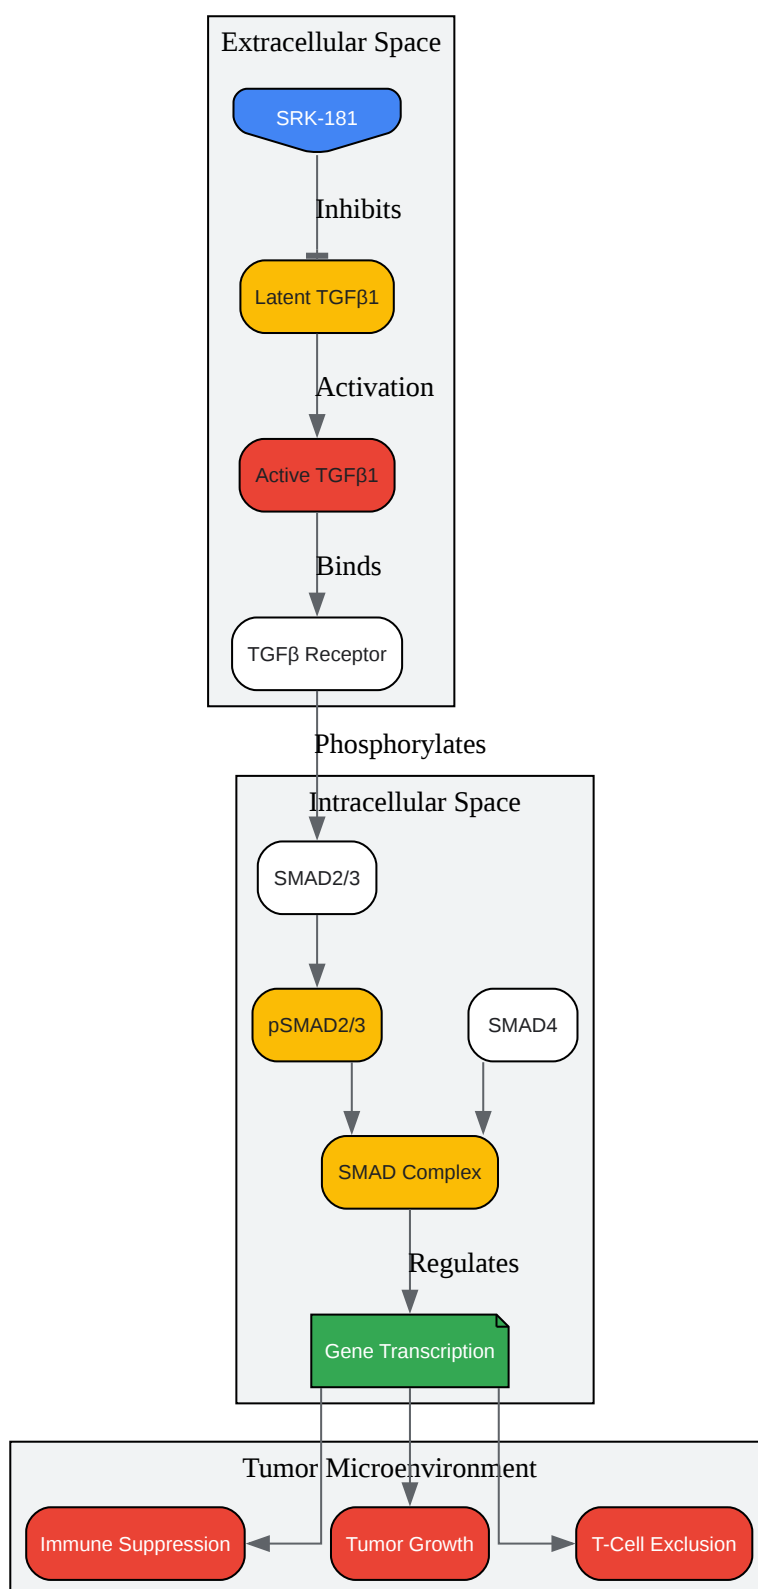 Extracellular Space
SRK-181
Inhibits
Latent TGFβ1
Activation
Active TGFβ1
Binds
TGFβ Receptor
Phosphorylates
Intracellular Space
SMAD2/3
pSMAD2/3
SMAD4
SMAD Complex
Regulates
Gene Transcription
Tumor Microenvironment
Immune Suppression
Tumor Growth
T-Cell Exclusion